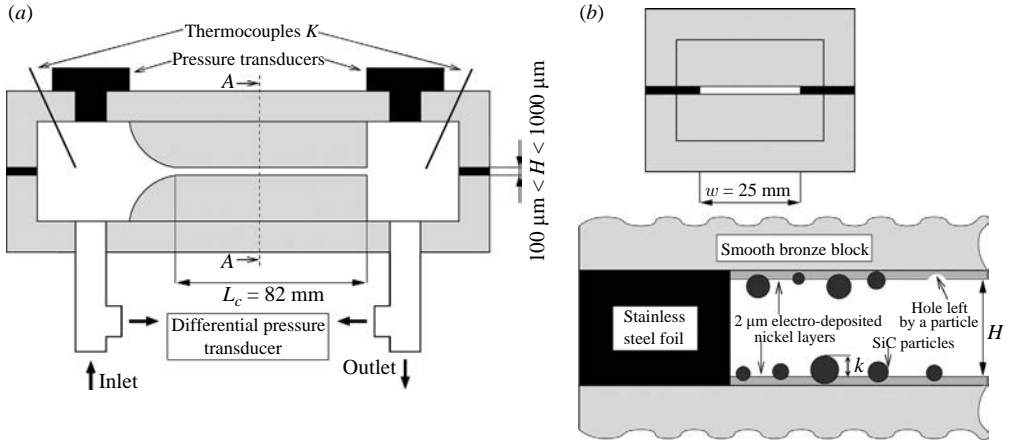 (a)
Thermocouples K
Pressure transducers
A
A
100 μm < H < 1000 μm
L_c = 82 mm
Differential pressure
transducer
Inlet
Outlet
(b)
w = 25 mm
Smooth bronze block
Stainless
steel foil
2 μm electro-deposited
nickel layers
SiC particles
Hole left
by a particle
k
H